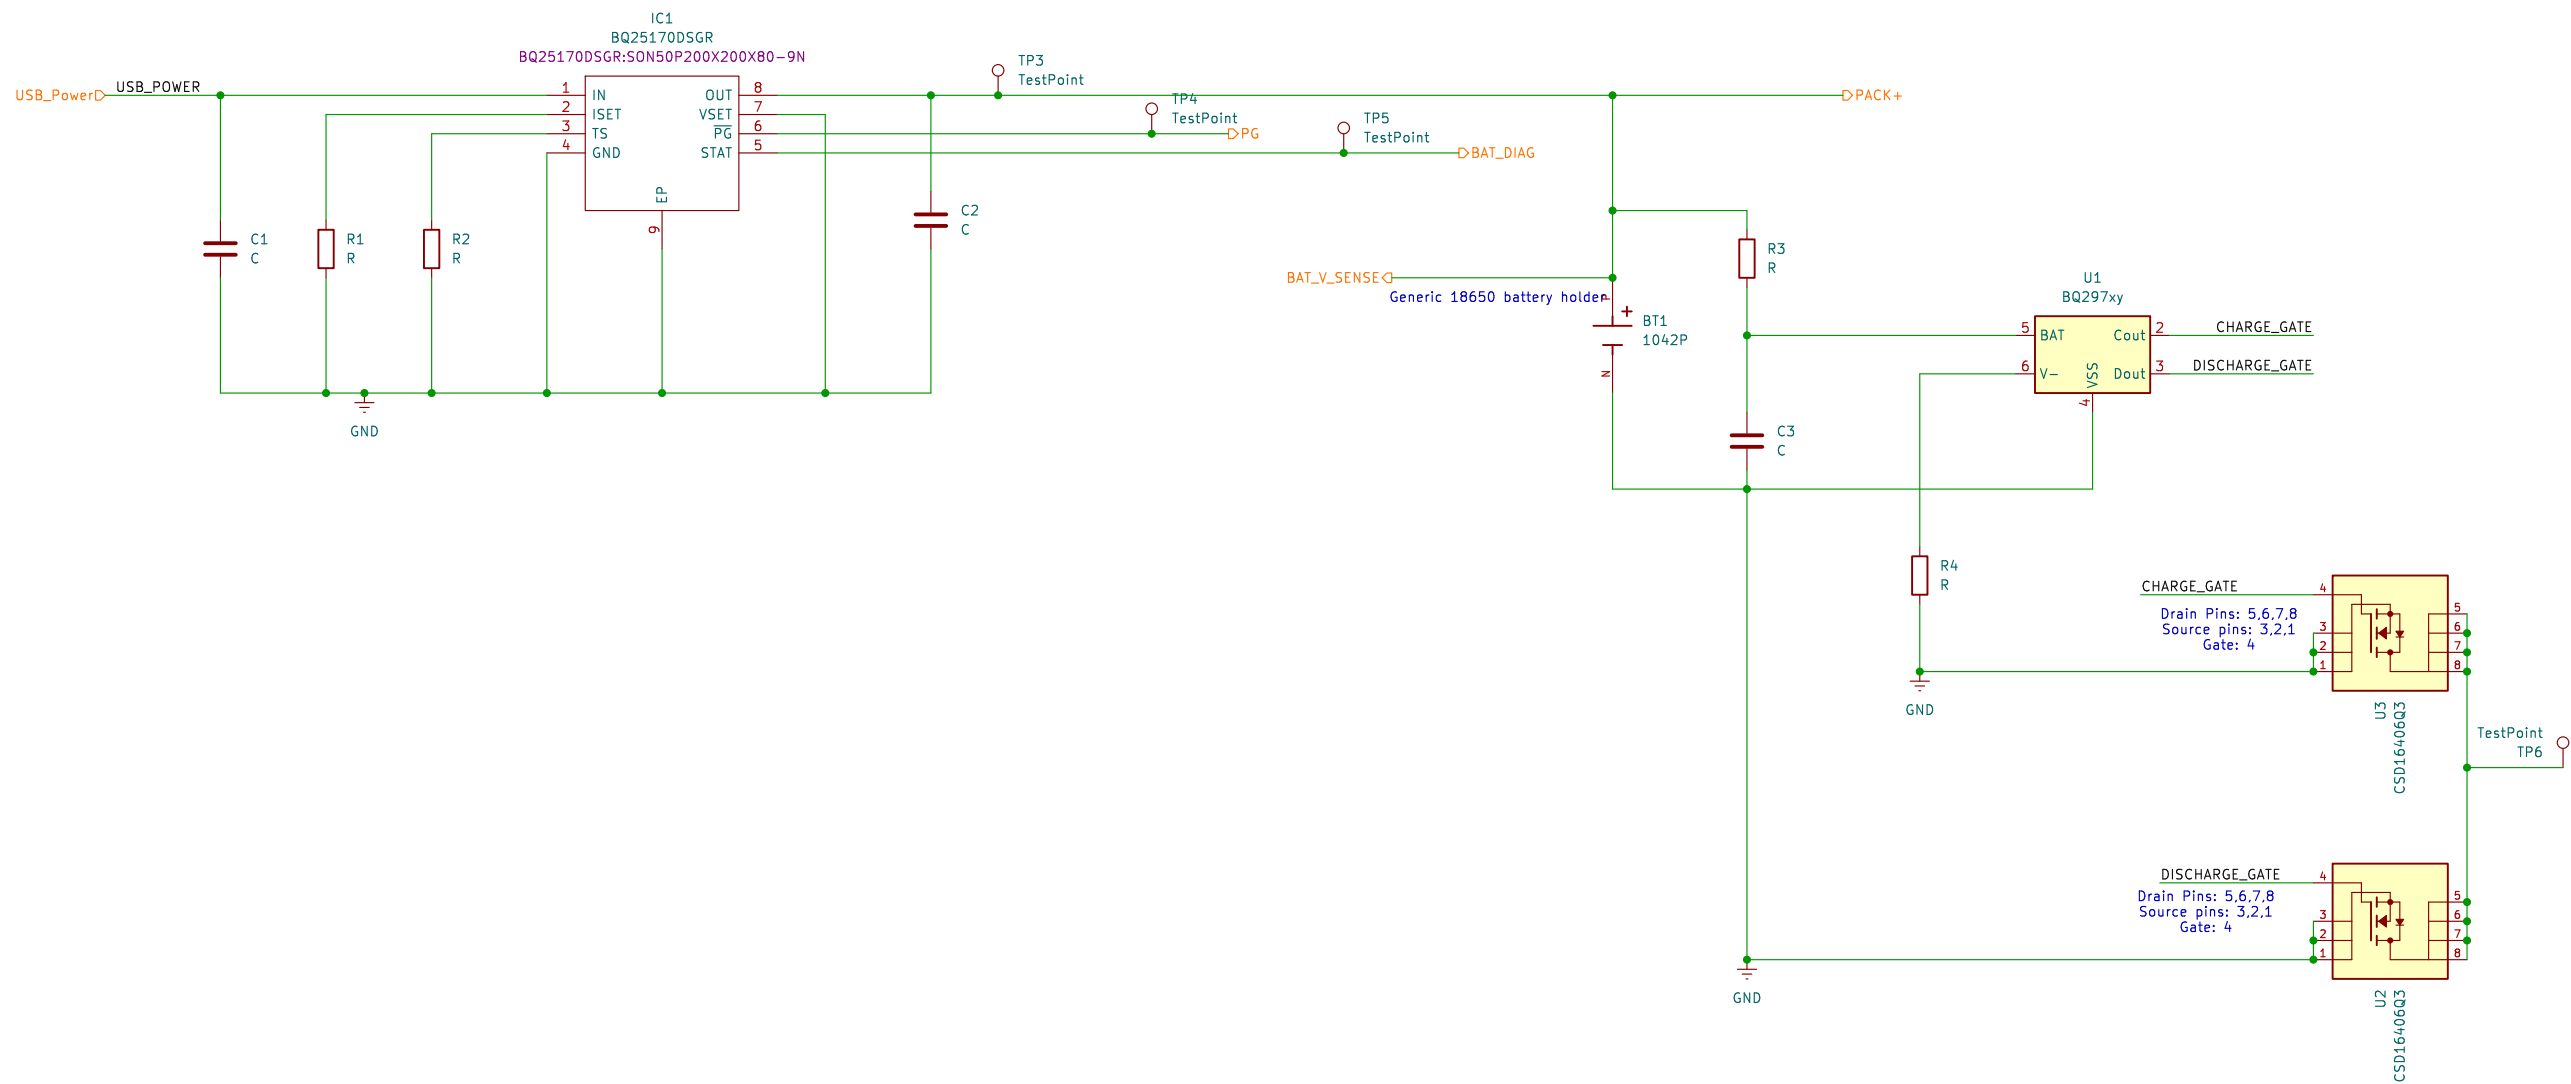 IC1
BQ25170DSGR
BQ25170DSGR:SON50P200X200X80-9N
USB_Power
USB_POWER
1
2
3
4
IN
ISET
TS
GND
EP
9
OUT
VSET
PG
STAT
8
7
6
5
TP3
TestPoint
TP4
TestPoint
TP5
TestPoint
PACK+
PG
BAT_DIAG
C1
C
R1
R
R2
R
C2
C
GND
BAT_V_SENSE
Generic 18650 battery holder
P
BT1
1042P
N
R3
R
C3
C
U1
BQ297xy
5
BAT
6
V-
Cout
2
Dout
3
VSS
4
CHARGE_GATE
DISCHARGE_GATE
R4
R
GND
CHARGE_GATE
Drain Pins: 5,6,7,8
Source pins: 3,2,1
Gate: 4
4
3
2
1
5
6
7
8
U3
CSD16406Q3
TestPoint
TP6
DISCHARGE_GATE
Drain Pins: 5,6,7,8
Source pins: 3,2,1
Gate: 4
4
3
2
1
5
6
7
8
U2
CSD16406Q3
GND